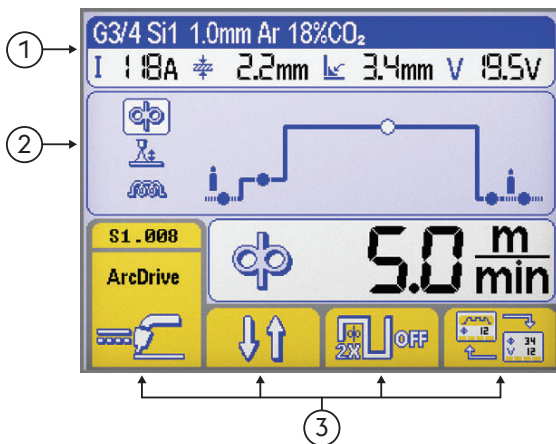 G3/4 Si1 1.0mm Ar 18%CO₂
I 118A 2.2mm 3.4mm V 19.5V
1
2
S1.008
ArcDrive
5.0 m/min
2X OFF
12
34
V 12
3